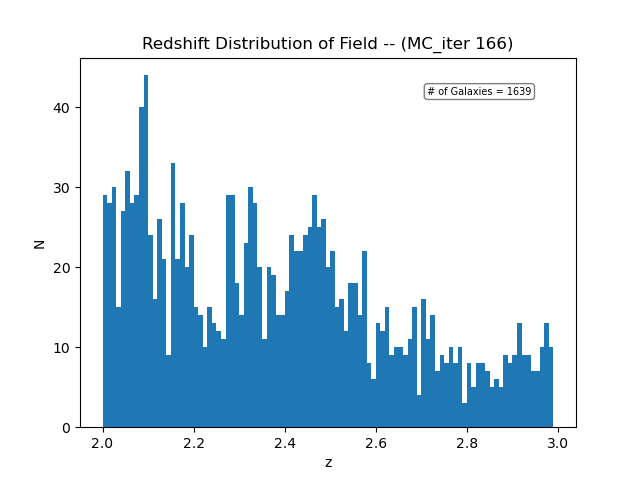 Redshift Distribution of Field -- (MC_iter 166)
# of Galaxies = 1639
N
40
30
20
10
0
2.0 2.2 2.4 2.6 2.8 3.0
z